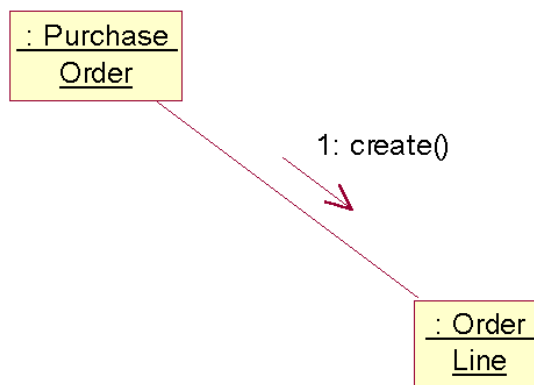 : Purchase
Order
1: create()
: Order
Line